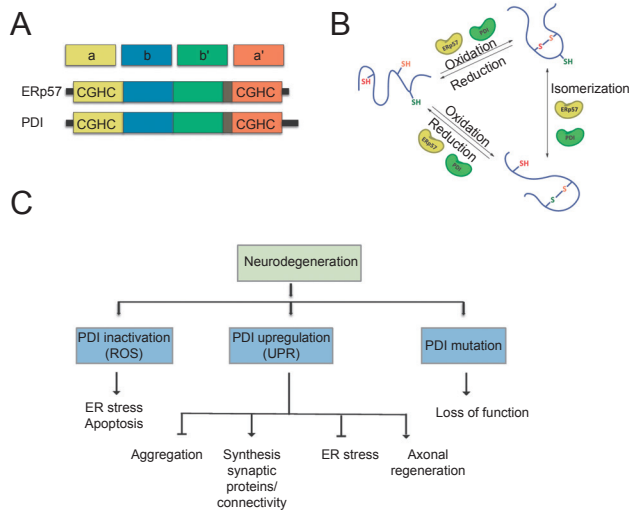 A
a b b' a'
ERp57 CGHC CGHC
PDI CGHC CGHC
B
ERp57 PDI
Oxidation
Reduction
SH
SH
SH
S-S
SH
Isomerization
ERp57
PDI
Oxidation
Reduction
ERp57 PDI
SH
S-S
C
Neurodegeneration
PDI inactivation
(ROS)
PDI upregulation
(UPR)
PDI mutation
ER stress
Apoptosis
Loss of function
Aggregation
Synthesis
synaptic
proteins/
connectivity
ER stress
Axonal
regeneration